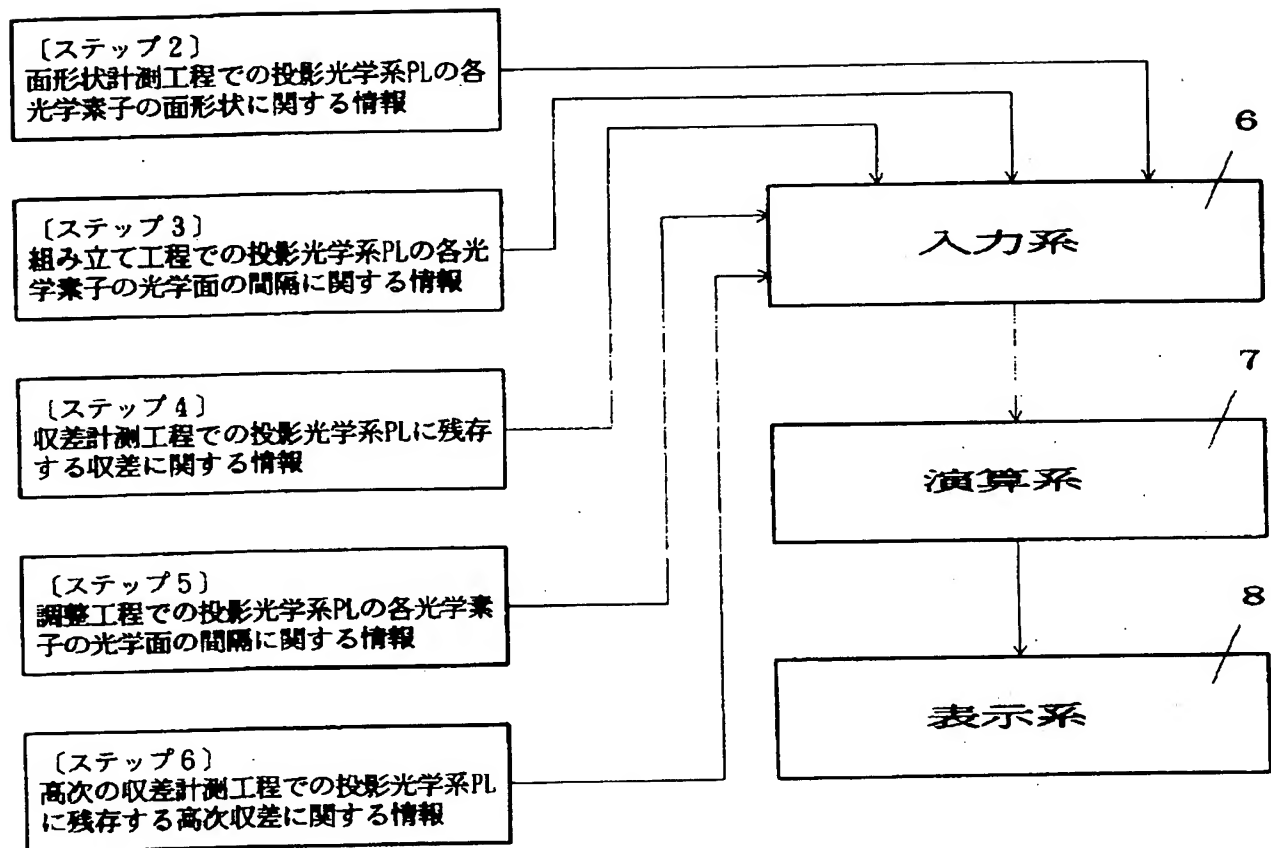 〔ステップ2〕
面形状計測工程での投影光学系PLの各
光学素子の面形状に関する情報
〔ステップ3〕
組み立て工程での投影光学系PLの各光
学素子の光学面の間隔に関する情報
〔ステップ4〕
収差計測工程での投影光学系PLに残存
する収差に関する情報
〔ステップ5〕
調整工程での投影光学系PLの各光学素
子の光学面の間隔に関する情報
〔ステップ6〕
高次の収差計測工程での投影光学系PL
に残存する高次収差に関する情報
6
入力系
7
演算系
8
表示系